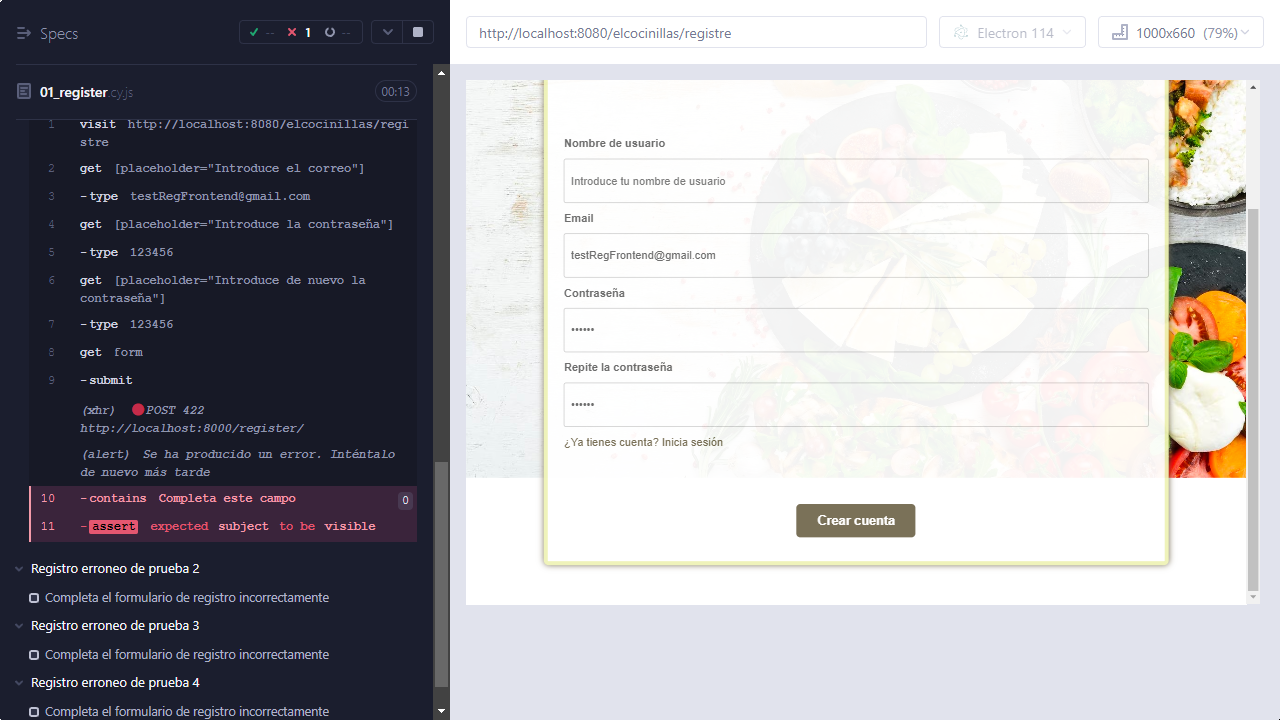 Specs
-- 1 --
01_register.cy.js 00:13
1 visit http://localhost:8080/elcocinillas/regi
stre
2 get [placeholder="Introduce el correo"]
3 -type testRegFrontend@gmail.com
4 get [placeholder="Introduce la contraseña"]
5 -type 123456
6 get [placeholder="Introduce de nuevo la
contraseña"]
7 -type 123456
8 get form
9 -submit
(xhr) POST 422
http://localhost:8000/register/
(alert) Se ha producido un error. Inténtalo
de nuevo más tarde
10 -contains Completa este campo 0
11 -assert expected subject to be visible
Registro erroneo de prueba 2
Completa el formulario de registro incorrectamente
Registro erroneo de prueba 3
Completa el formulario de registro incorrectamente
Registro erroneo de prueba 4
Completa el formulario de registro incorrectamente
http://localhost:8080/elcocinillas/registre
Electron 114
1000x660 (79%)
Nombre de usuario
Introduce tu nombre de usuario
Email
testRegFrontend@gmail.com
Contraseña
••••••
Repite la contraseña
••••••
¿Ya tienes cuenta? Inicia sesión
Crear cuenta